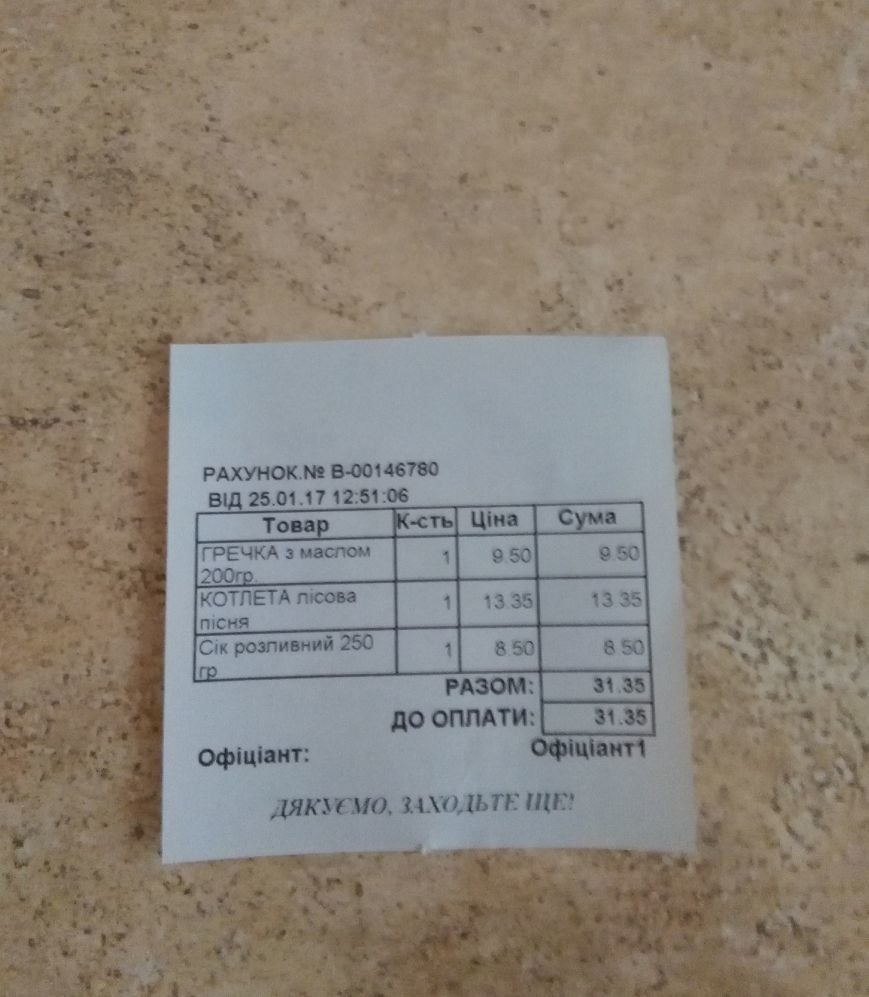 РАХУНОК.№ В-00146780
ВІД 25.01.17 12:51:06
Товар К-сть Ціна Сума
ГРЕЧКА з маслом 1 9.50 9.50
200гр.
КОТЛЕТА лісова 1 13.35 13.35
пісня
Сік розливний 250 1 8.50 8.50
гр
РАЗОМ: 31.35
ДО ОПЛАТИ: 31.35
Офіціант: Офіціант1
ДЯКУЄМО, ЗАХОДЬТЕ ЩЕ!